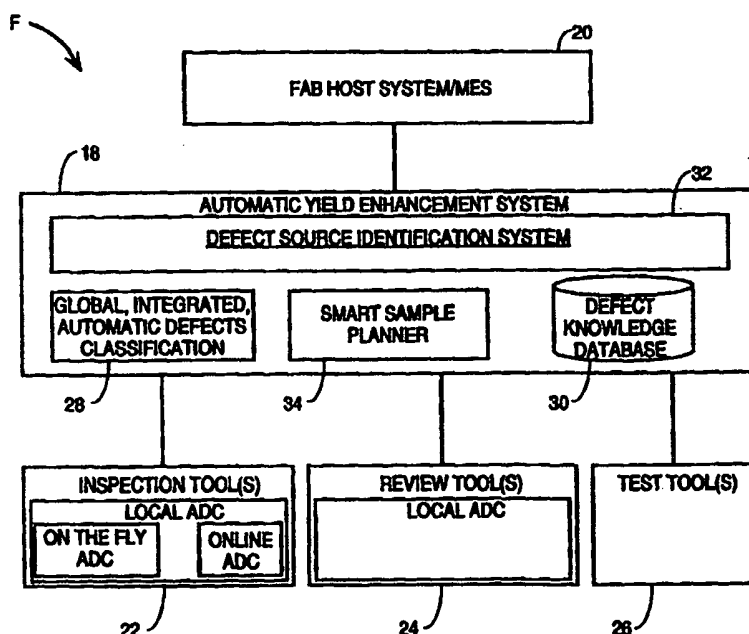 F
20
FAB HOST SYSTEM/MES
18
32
AUTOMATIC YIELD ENHANCEMENT SYSTEM
DEFECT SOURCE IDENTIFICATION SYSTEM
GLOBAL, INTEGRATED,
AUTOMATIC DEFECTS
CLASSIFICATION
SMART SAMPLE
PLANNER
DEFECT
KNOWLEDGE
DATABASE
28
34
30
INSPECTION TOOL(S)
LOCAL ADC
ON THE FLY
ADC
ONLINE
ADC
REVIEW TOOL(S)
LOCAL ADC
TEST TOOL(S)
22
24
26